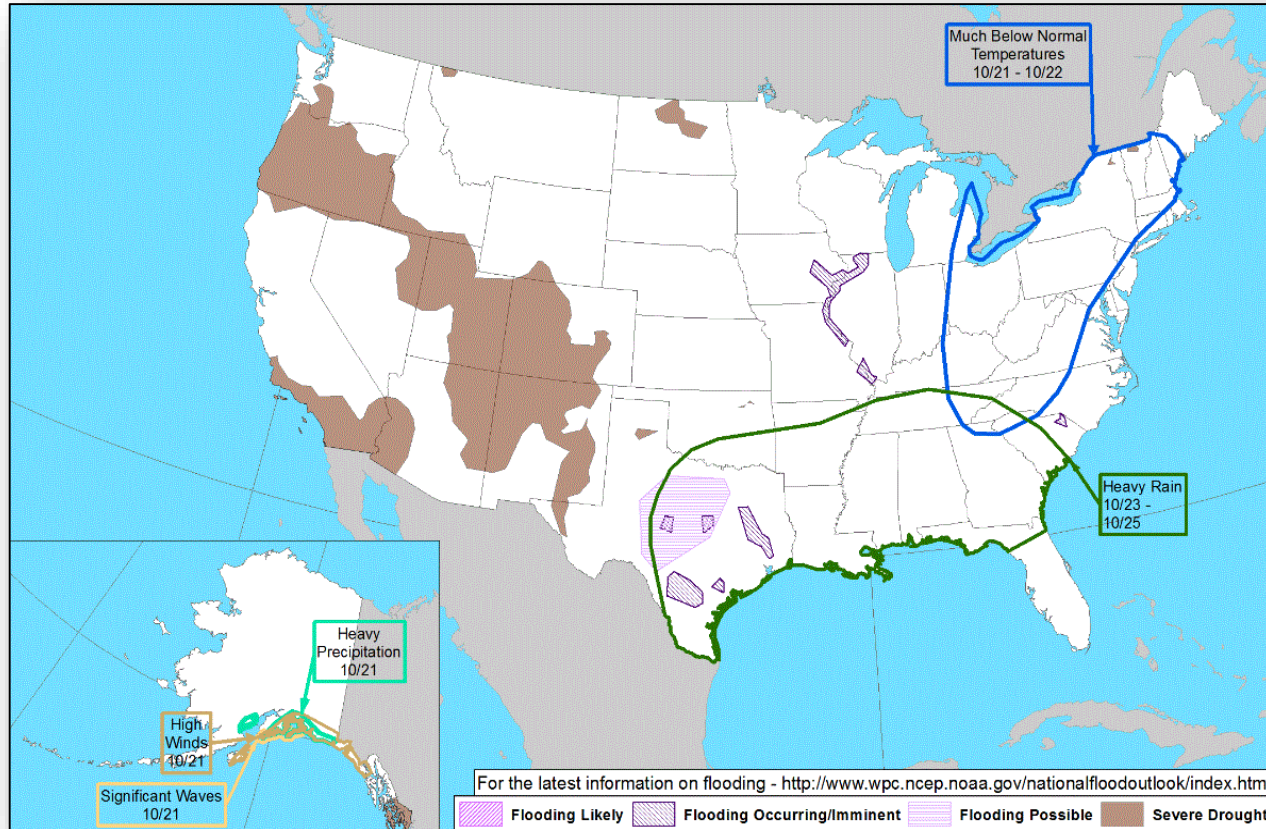 Much Below Normal
Temperatures
10/21 - 10/22
Heavy Rain
10/23 -
10/25
Heavy
Precipitation
10/21
High
Winds
10/21
Significant Waves
10/21
For the latest information on flooding - http://www.wpc.ncep.noaa.gov/nationalfloodoutlook/index.htm
Flooding Likely Flooding Occurring/Imminent Flooding Possible Severe Drought